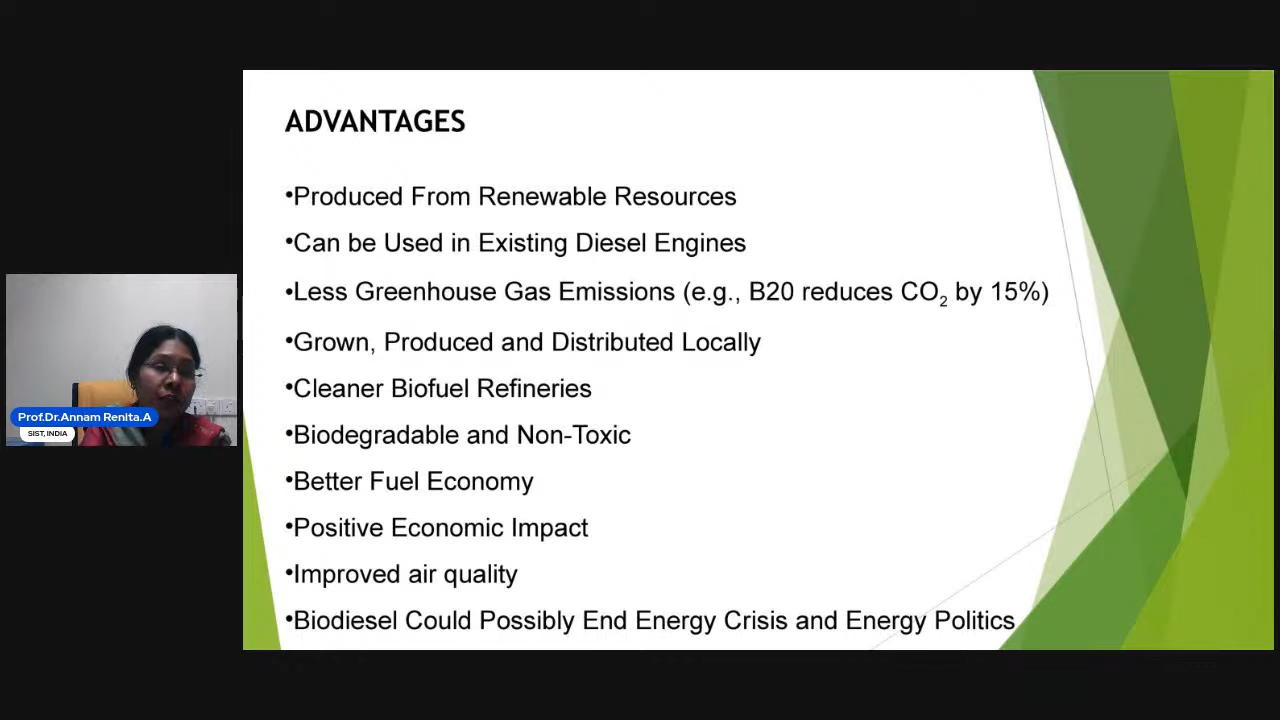 ADVANTAGES
•Produced From Renewable Resources
•Can be Used in Existing Diesel Engines
•Less Greenhouse Gas Emissions (e.g., B20 reduces CO₂ by 15%)
•Grown, Produced and Distributed Locally
•Cleaner Biofuel Refineries
•Biodegradable and Non-Toxic
•Better Fuel Economy
•Positive Economic Impact
•Improved air quality
•Biodiesel Could Possibly End Energy Crisis and Energy Politics
Prof.Dr.Annam Renita.A
SIST, INDIA